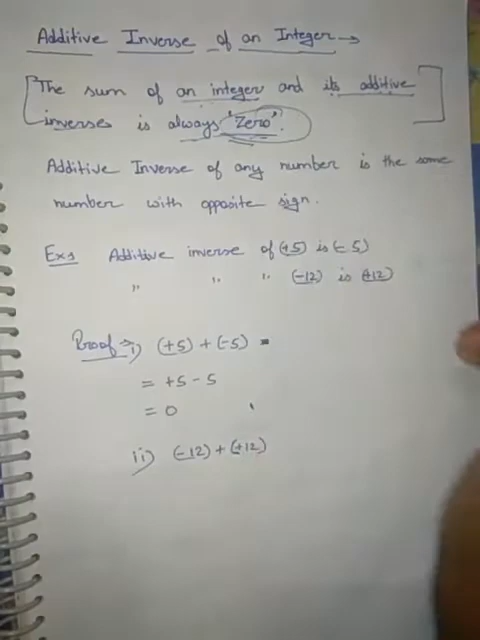 Additive Inverse of an Integer →
[The sum of an integer and its additive
inverses is always 'Zero'.]
Additive Inverse of any number is the same
number with opposite sign.
Exs Additive inverse of (+5) is (-5)
" " " (-12) is (+12)
Proof → i) (+5) + (-5) =
= +5 - 5
= 0
ii) (-12) + (+12)